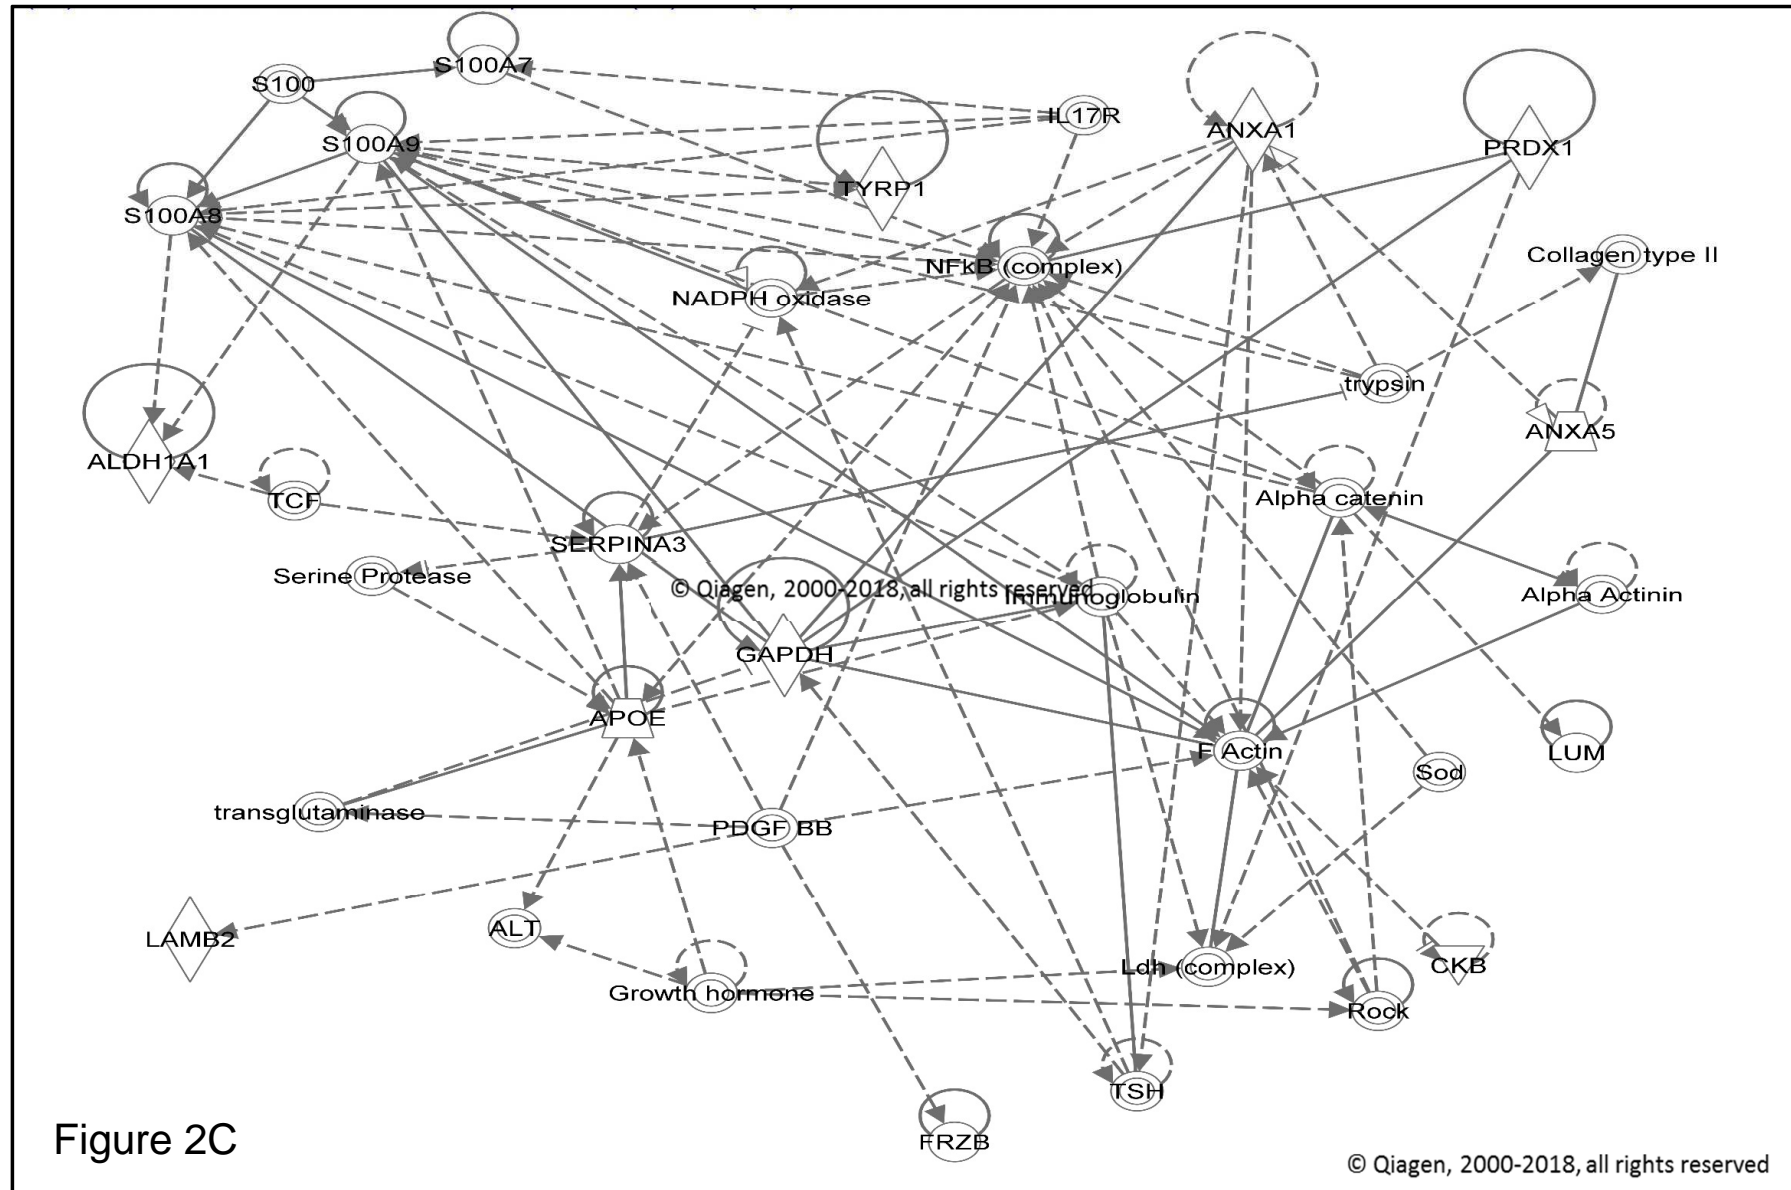 S100A7
S100
IL17R
ANXA1
PRDX1
S100A9
TYRP1
S100A8
Collagen type II
NFkB (complex)
NADPH oxidase
trypsin
ANXA5
ALDH1A1
TCF
Alpha catenin
SERPINA3
Serine Protease
© Qiagen, 2000-2018, all rights reserved
Immunoglobulin
Alpha Actinin
GAPDH
APOE
F Actin
LUM
Sod
transglutaminase
PDGF BB
LAMB2
ALT
Ldh (complex)
CKB
Growth hormone
Rock
TSH
FRZB
Figure 2C
© Qiagen, 2000-2018, all rights reserved